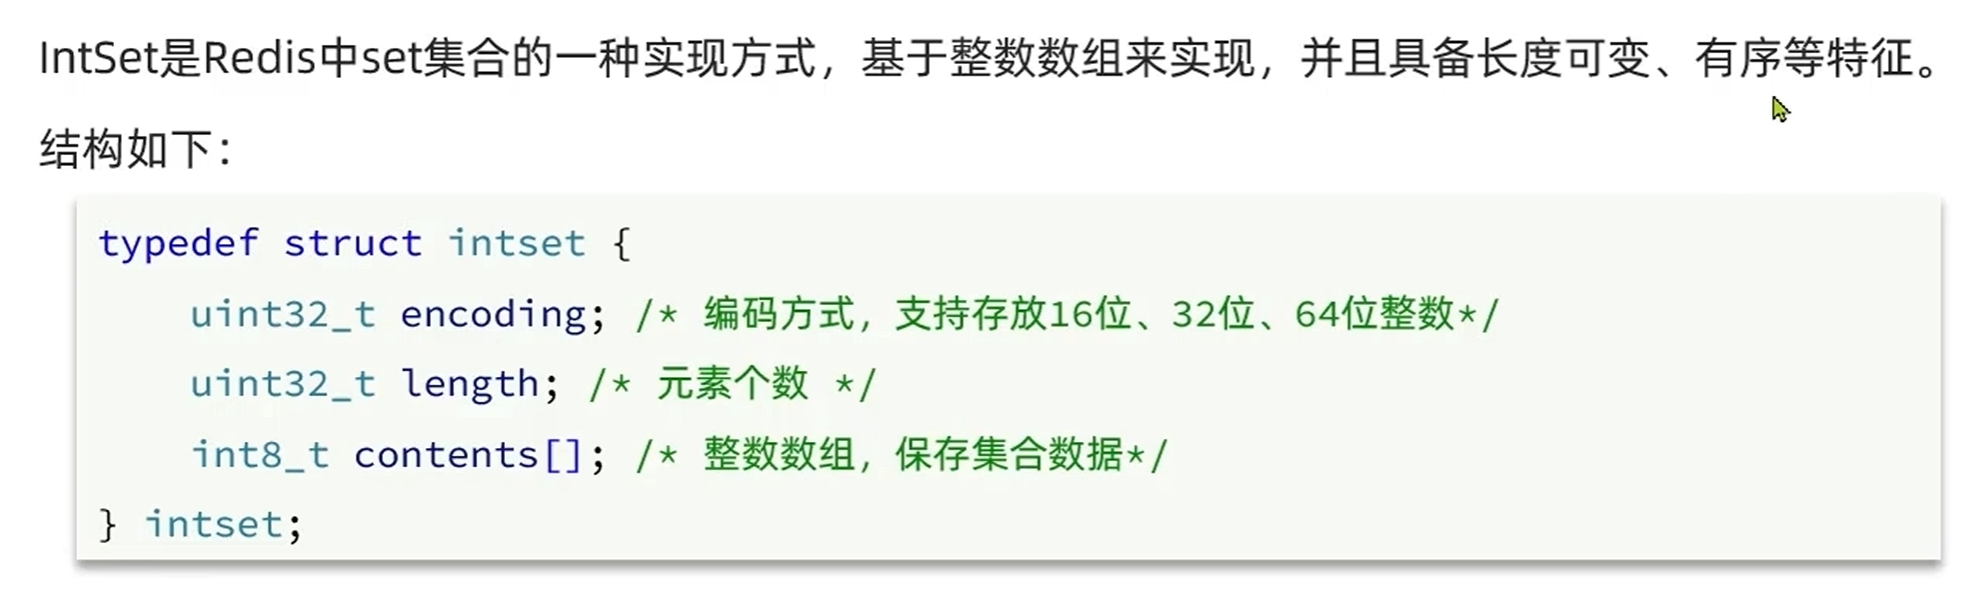 IntSet是Redis中set集合的一种实现方式，基于整数数组来实现，并且具备长度可变、有序等特征。
结构如下：
typedef struct intset {
    uint32_t encoding; /* 编码方式，支持存放16位、32位、64位整数*/
    uint32_t length; /* 元素个数 */
    int8_t contents[]; /* 整数数组，保存集合数据*/
} intset;